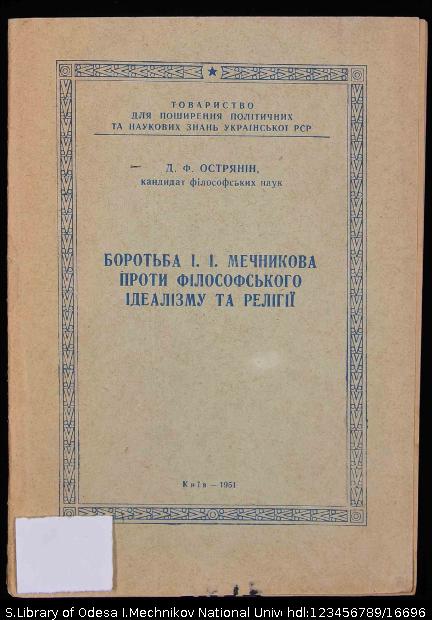 ТОВАРИСТВО
ДЛЯ ПОШИРЕННЯ ПОЛІТИЧНИХ
ТА НАУКОВИХ ЗНАНЬ УКРАЇНСЬКОЇ РСР
Д. Ф. ОСТРЯНІН,
кандидат філософських наук
БОРОТЬБА І. І. МЕЧНИКОВА
ПРОТИ ФІЛОСОФСЬКОГО
ІДЕАЛІЗМУ ТА РЕЛІГІЇ
Київ — 1951
S.Library of Odesa I.Mechnikov National Unive hdl:123456789/16696